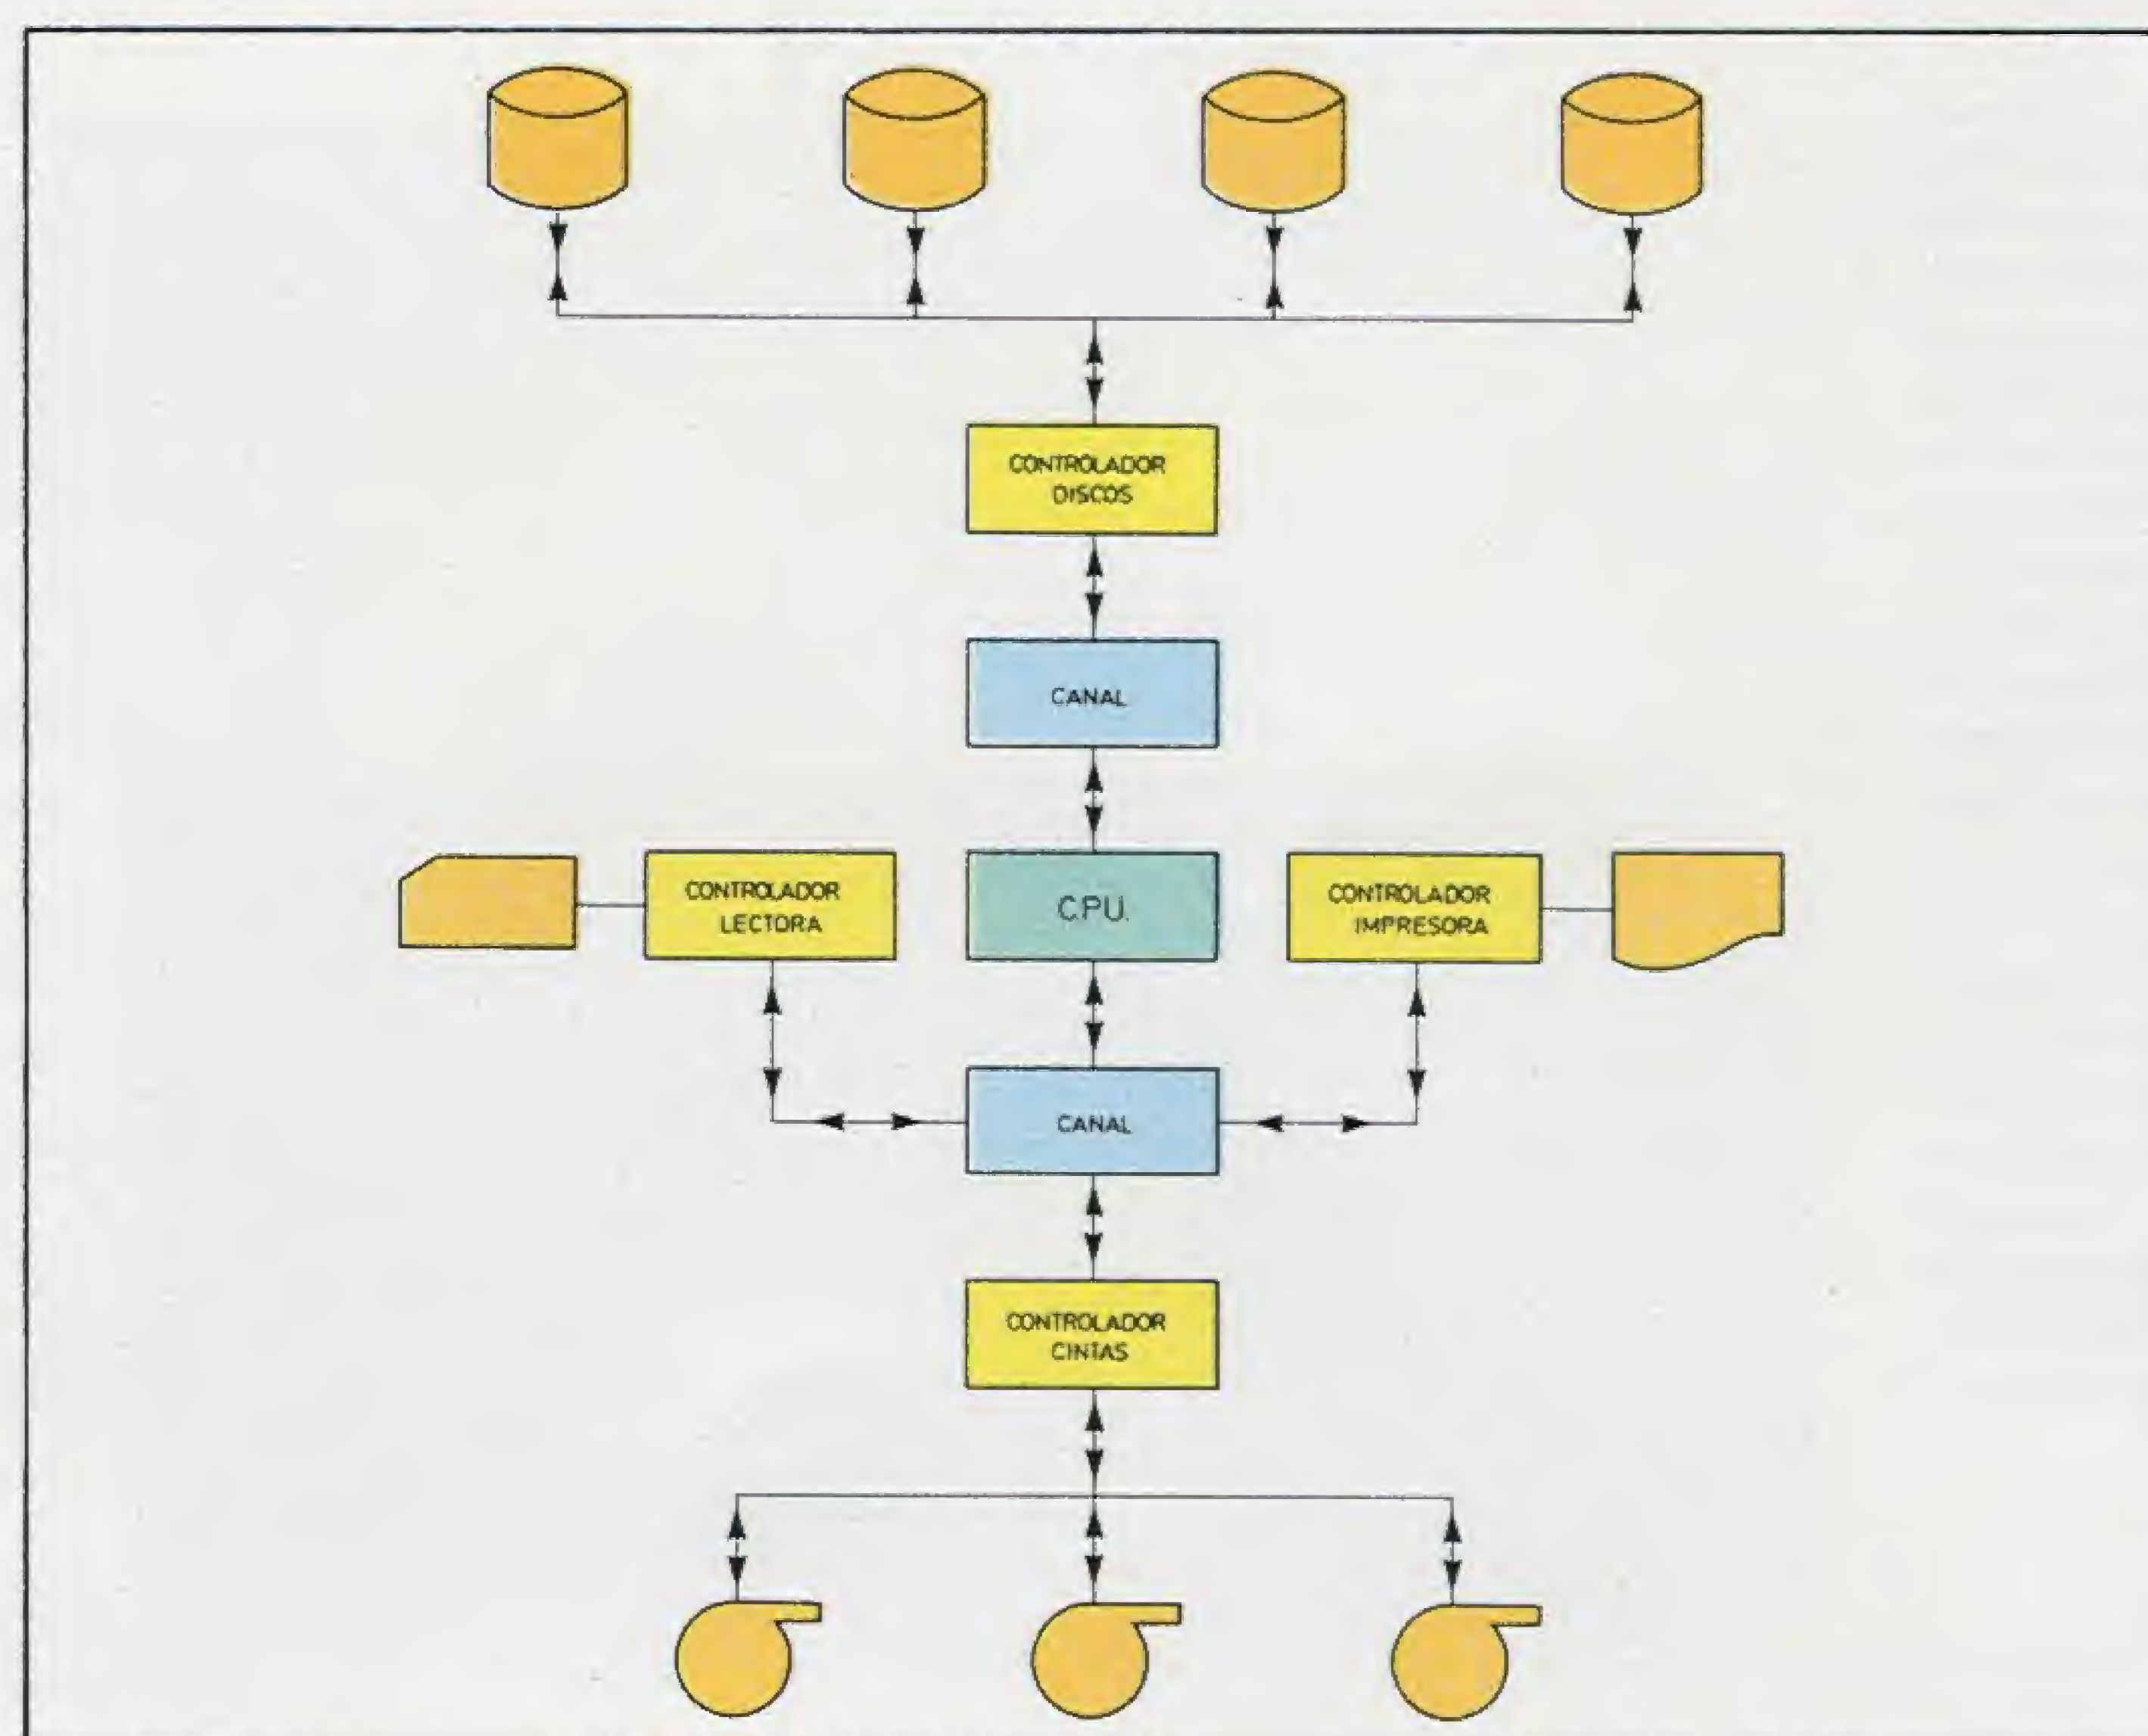 CONTROLADOR
DISCOS
CANAL
CONTROLADOR
LECTORA
C.P.U.
CONTROLADOR
IMPRESORA
CANAL
CONTROLADOR
CINTAS